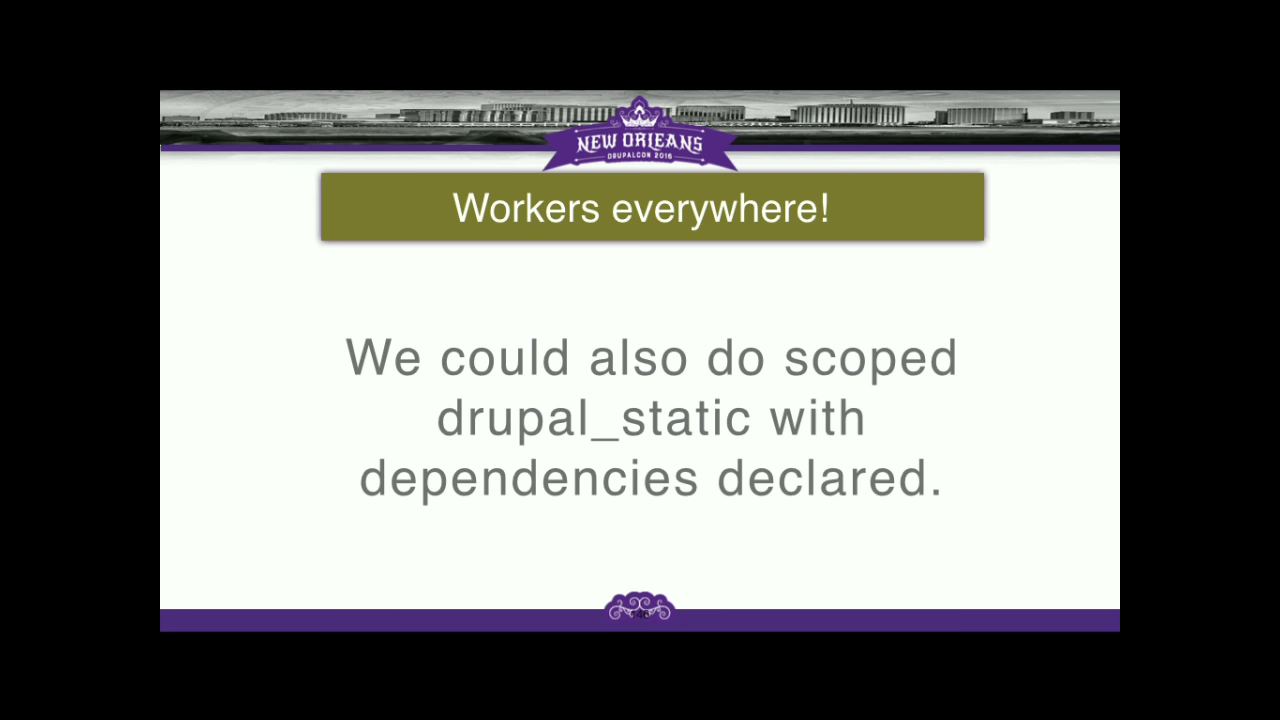 NEW ORLEANS
DRUPALCON 2016
Workers everywhere!
We could also do scoped
drupal_static with
dependencies declared.